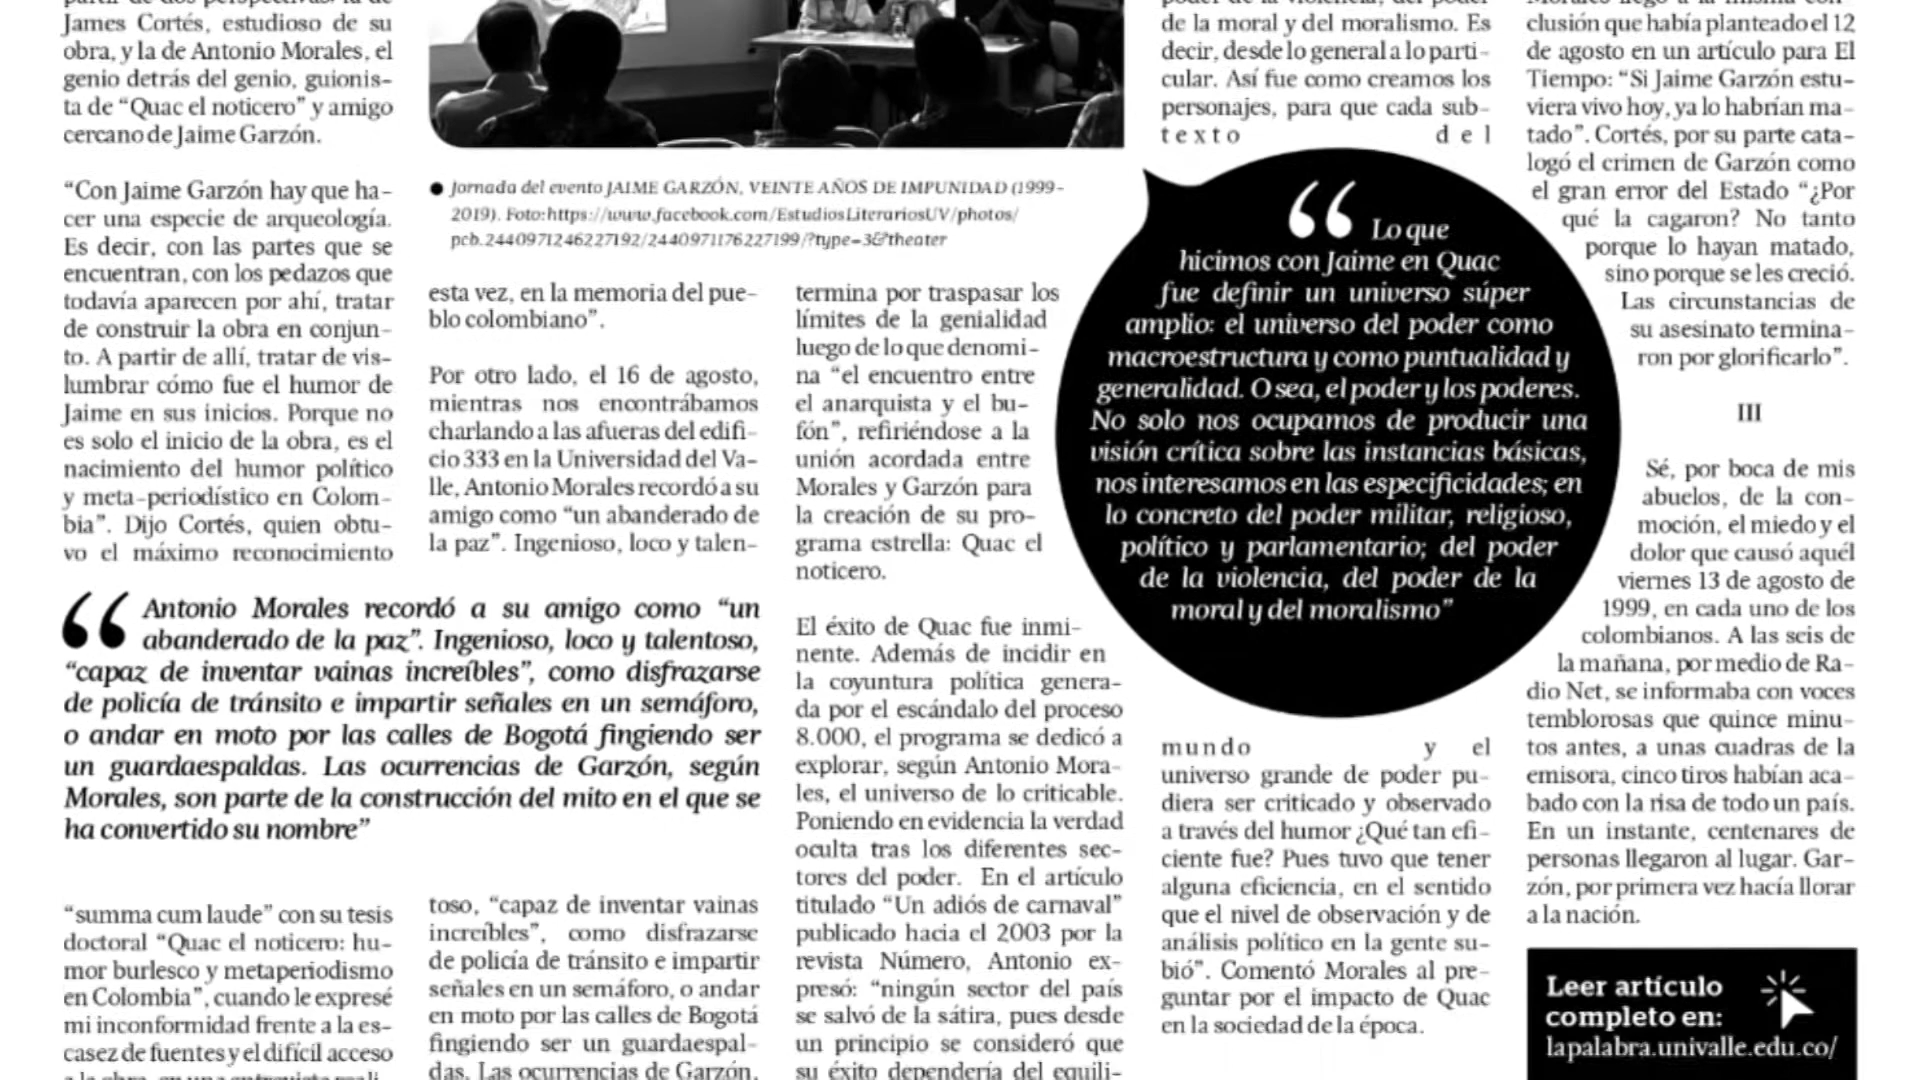 James Cortés, estudioso de su
obra, y la de Antonio Morales, el
genio detrás del genio, guionis-
ta de “Quac el noticero” y amigo
cercano de Jaime Garzón.
“Con Jaime Garzón hay que ha-
cer una especie de arqueología.
Es decir, con las partes que se
encuentran, con los pedazos que
todavía aparecen por ahí, tratar
de construir la obra en conjun-
to. A partir de allí, tratar de vis-
lumbrar cómo fue el humor de
Jaime en sus inicios. Porque no
es solo el inicio de la obra, es el
nacimiento del humor político
y meta-periodístico en Colom-
bia”. Dijo Cortés, quien obtu-
vo el máximo reconocimiento
“Antonio Morales recordó a su amigo como “un
abanderado de la paz”. Ingenioso, loco y talentoso,
“capaz de inventar vainas increíbles”, como disfrazarse
de policía de tránsito e impartir señales en un semáforo,
o andar en moto por las calles de Bogotá fingiendo ser
un guardaespaldas. Las ocurrencias de Garzón, según
Morales, son parte de la construcción del mito en el que se
ha convertido su nombre”
“summa cum laude” con su tesis
doctoral “Quac el noticero: hu-
mor burlesco y metaperiodismo
en Colombia”, cuando le expresé
mi inconformidad frente a la es-
casez de fuentes y el difícil acceso
● Jornada del evento JAIME GARZÓN, VEINTE AÑOS DE IMPUNIDAD (1999-
2019). Foto:https://www.facebook.com/EstudiosLiterariosUV/photos/
pcb.2440971246227192/2440971176227199/?type=3&theater
esta vez, en la memoria del pue-
blo colombiano”.
Por otro lado, el 16 de agosto,
mientras nos encontrábamos
charlando a las afueras del edifi-
cio 333 en la Universidad del Va-
lle, Antonio Morales recordó a su
amigo como “un abanderado de
la paz”. Ingenioso, loco y talen-
toso, “capaz de inventar vainas
increíbles”, como disfrazarse
de policía de tránsito e impartir
señales en un semáforo, o andar
en moto por las calles de Bogotá
fingiendo ser un guardaespal-
das. Las ocurrencias de Garzón,
termina por traspasar los
límites de la genialidad
luego de lo que denomi-
na “el encuentro entre
el anarquista y el bu-
fón”, refiriéndose a la
unión acordada entre
Morales y Garzón para
la creación de su pro-
grama estrella: Quac el
noticero.
El éxito de Quac fue inmi-
nente. Además de incidir en
la coyuntura política genera-
da por el escándalo del proceso
8.000, el programa se dedicó a
explorar, según Antonio Mora-
les, el universo de lo criticable.
Poniendo en evidencia la verdad
oculta tras los diferentes sec-
tores del poder. En el artículo
titulado “Un adiós de carnaval”
publicado hacia el 2003 por la
revista Número, Antonio ex-
presó: “ningún sector del país
se salvó de la sátira, pues desde
un principio se consideró que
su éxito dependería del equili-
de la moral y del moralismo. Es
decir, desde lo general a lo parti-
cular. Así fue como creamos los
personajes, para que cada sub-
texto del
“Lo que
hicimos con Jaime en Quac
fue definir un universo súper
amplio: el universo del poder como
macroestructura y como puntualidad y
generalidad. O sea, el poder y los poderes.
No solo nos ocupamos de producir una
visión crítica sobre las instancias básicas,
nos interesamos en las especificidades; en
lo concreto del poder militar, religioso,
político y parlamentario; del poder
de la violencia, del poder de la
moral y del moralismo”
mundo y el
universo grande de poder pu-
diera ser criticado y observado
a través del humor ¿Qué tan efi-
ciente fue? Pues tuvo que tener
alguna eficiencia, en el sentido
que el nivel de observación y de
análisis político en la gente su-
bió”. Comentó Morales al pre-
guntar por el impacto de Quac
en la sociedad de la época.
clusión que había planteado el 12
de agosto en un artículo para El
Tiempo: “Si Jaime Garzón estu-
viera vivo hoy, ya lo habrían ma-
tado”. Cortés, por su parte cata-
logó el crimen de Garzón como
el gran error del Estado “¿Por
qué la cagaron? No tanto
porque lo hayan matado,
sino porque se les creció.
Las circunstancias de
su asesinato termina-
ron por glorificarlo”.
III
Sé, por boca de mis
abuelos, de la con-
moción, el miedo y el
dolor que causó aquél
viernes 13 de agosto de
1999, en cada uno de los
colombianos. A las seis de
la mañana, por medio de Ra-
dio Net, se informaba con voces
temblorosas que quince minu-
tos antes, a unas cuadras de la
emisora, cinco tiros habían aca-
bado con la risa de todo un país.
En un instante, centenares de
personas llegaron al lugar. Gar-
zón, por primera vez hacía llorar
a la nación.
Leer artículo
completo en:
lapalabra.univalle.edu.co/